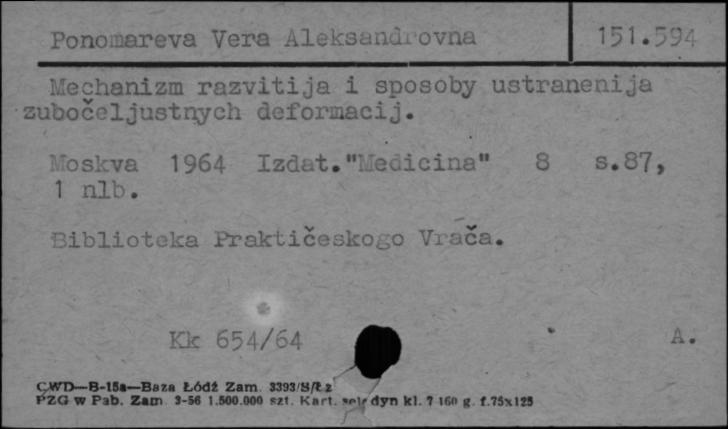 Ponomareva Vera Aleksandrovna 151.594
Mechanizm razvitija i sposoby ustranenija
zubočeljustnych deformacij.
Moskva 1964 Izdat."Medicina" 8 s.87,
1 nlb.
Biblioteka Praktičeskogo Vrača.
Kk 654/64 A.
CWD—B-15a—Baza Łódź Zam. 3393/S/Łz
PZG w Pab. Zam 3-56 1.500.000 szt. Kart. dyn kl. 7 160 g. f.75x125